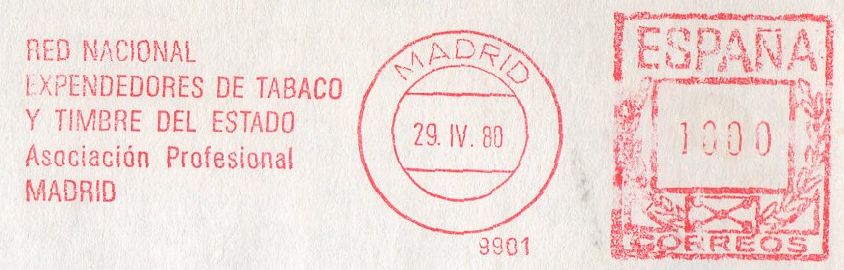 RED NACIONAL
EXPENDEDORES DE TABACO
Y TIMBRE DEL ESTADO
Asociación Profesional
MADRID
MADRID
29. IV. 80
9901
ESPAÑA
1000
CORREOS